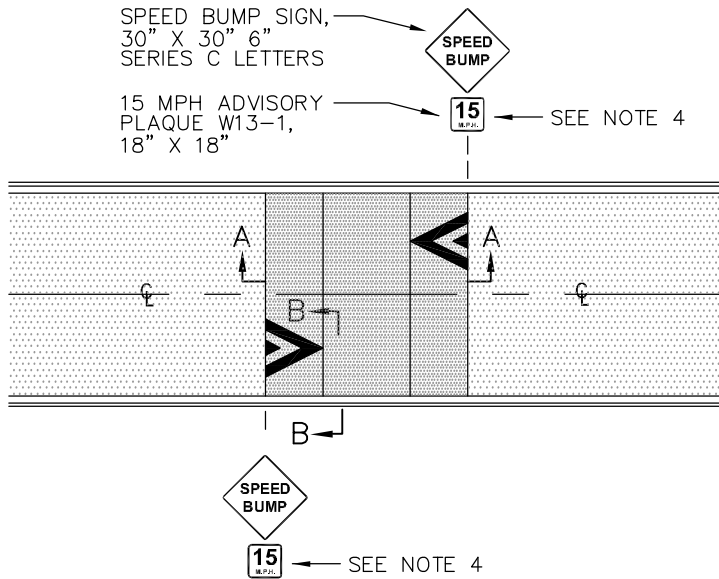 SPEED BUMP SIGN,
30" X 30" 6"
SERIES C LETTERS
SPEED
BUMP
15 MPH ADVISORY
PLAQUE W13-1,
18" X 18"
15
M.P.H.
SEE NOTE 4
A
A
℄
℄
B
B
SPEED
BUMP
15
M.P.H.
SEE NOTE 4